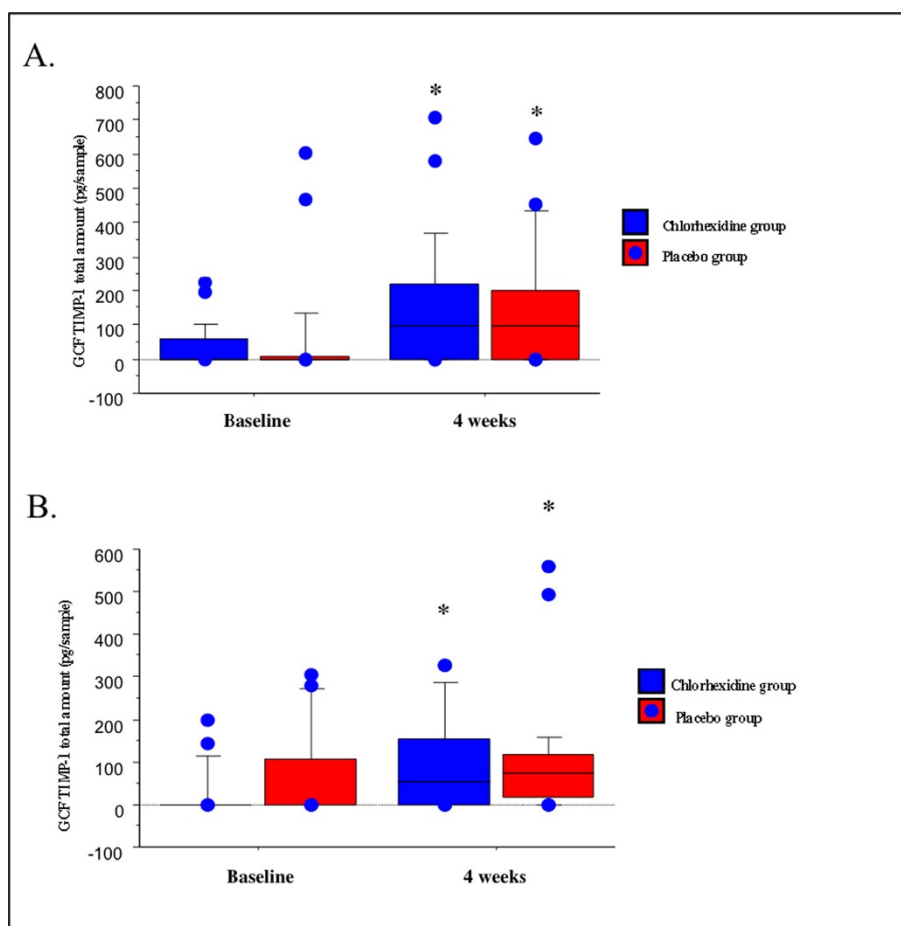 A.
*
*
800
700
600
500
400
300
200
100
0
-100
GCF TIMP-1 total amount (pg/sample)
Chlorhexidine group
Placebo group
Baseline
4 weeks
B.
*
*
600
500
400
300
200
100
0
-100
GCF TIMP-1 total amount (pg/sample)
Chlorhexidine group
Placebo group
Baseline
4 weeks